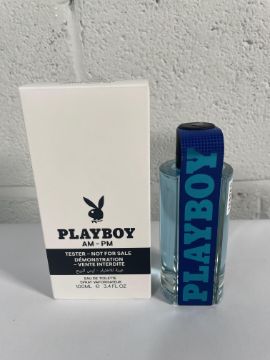 PLAYBOY
AM - PM
TESTER - NOT FOR SALE
DÉMONSTRATION
- VENTE INTERDITE
EAU DE TOILETTE
SPRAY VAPORISATEUR
100ML ℮ 3.4FL.OZ
PLAYBOY